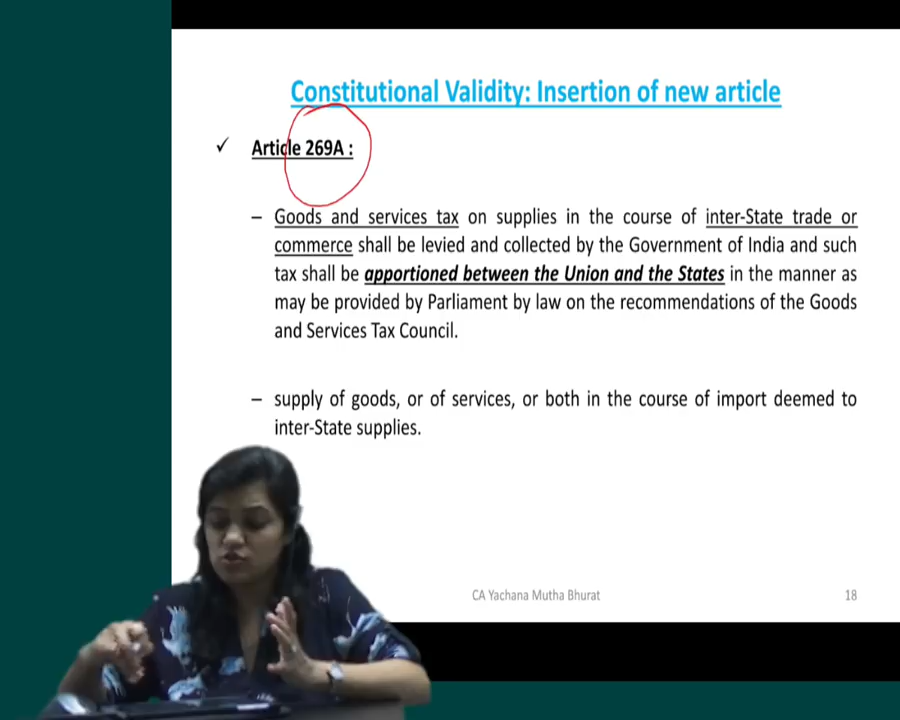 Constitutional Validity: Insertion of new article
✓ Article 269A :
– Goods and services tax on supplies in the course of inter-State trade or
commerce shall be levied and collected by the Government of India and such
tax shall be apportioned between the Union and the States in the manner as
may be provided by Parliament by law on the recommendations of the Goods
and Services Tax Council.
– supply of goods, or of services, or both in the course of import deemed to
inter-State supplies.
CA Yachana Mutha Bhurat 18